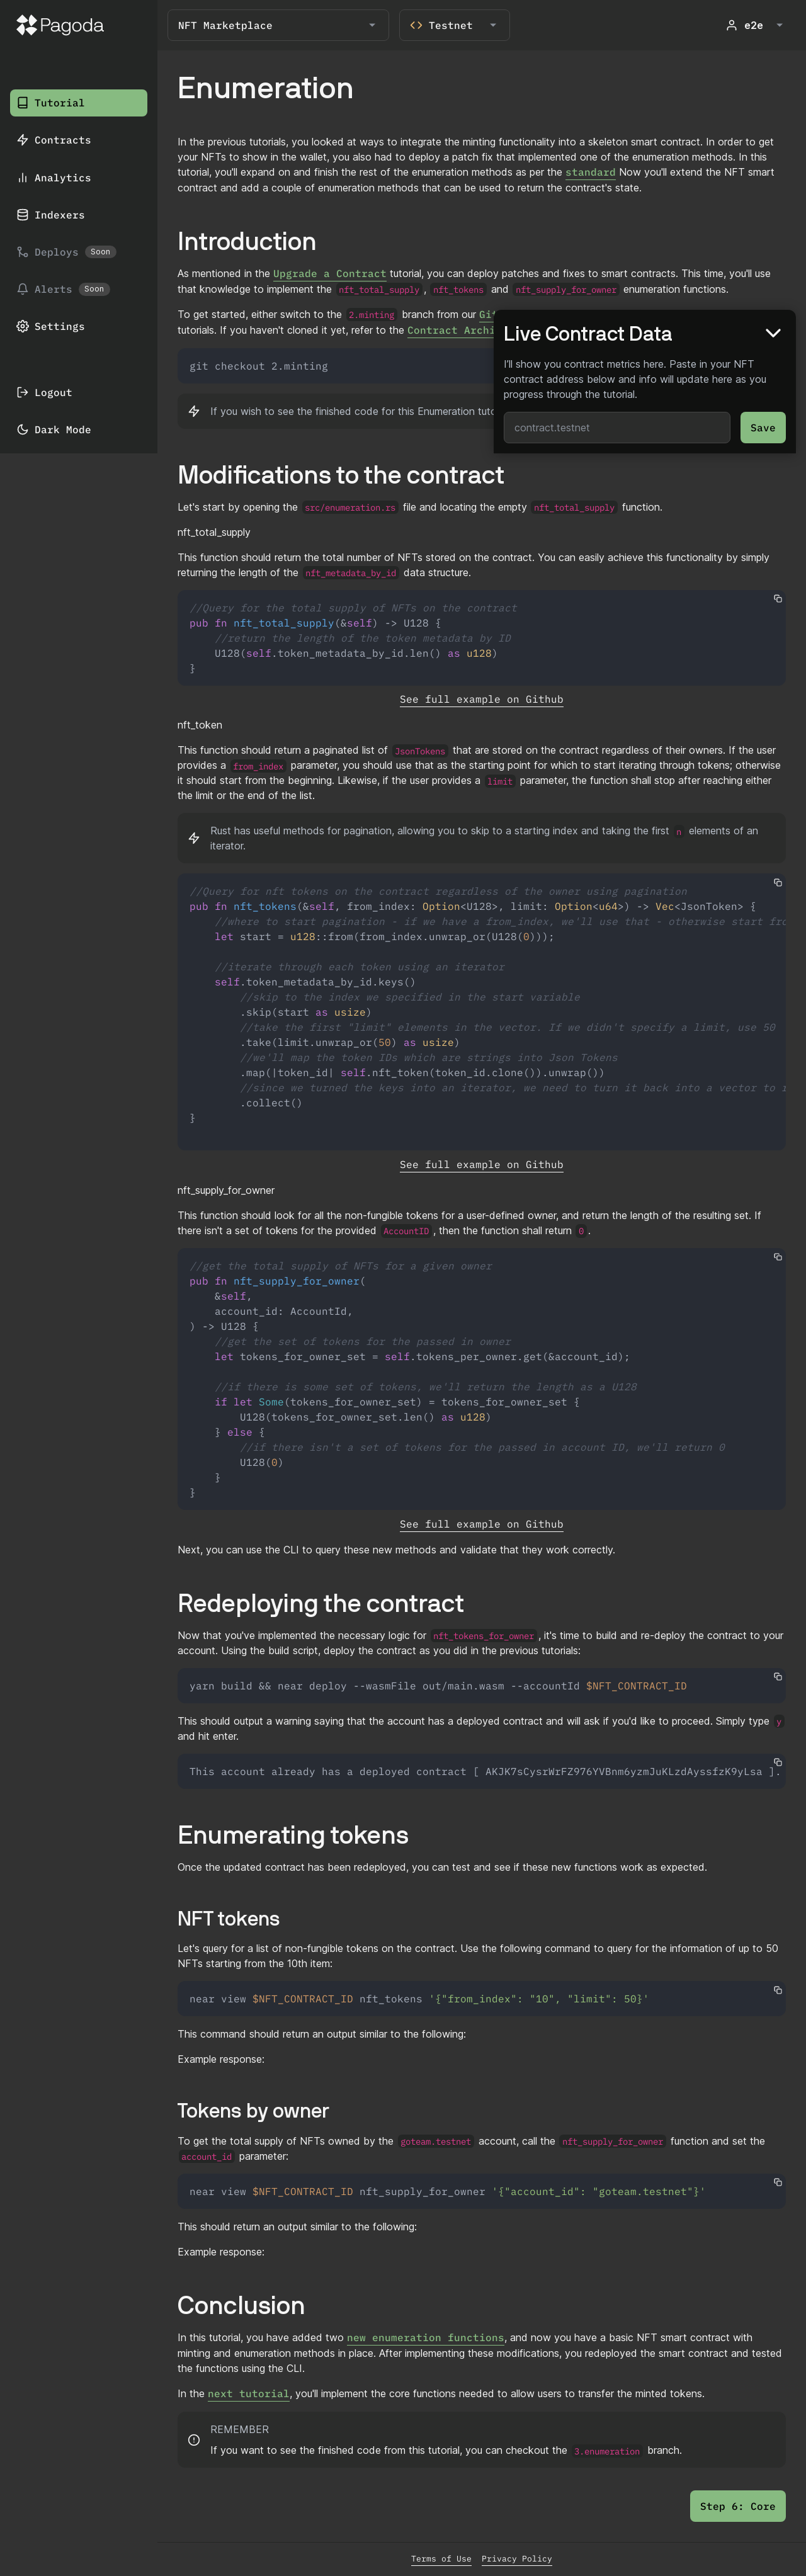 Pagoda
NFT Marketplace
Testnet
e2e
Tutorial
Contracts
Analytics
Indexers
Deploys Soon
Alerts Soon
Settings
Logout
Dark Mode
Enumeration
In the previous tutorials, you looked at ways to integrate the minting functionality into a skeleton smart contract. In order to get
your NFTs to show in the wallet, you also had to deploy a patch fix that implemented one of the enumeration methods. In this
tutorial, you'll expand on and finish the rest of the enumeration methods as per the standard Now you'll extend the NFT smart
contract and add a couple of enumeration methods that can be used to return the contract's state.
Introduction
As mentioned in the Upgrade a Contract tutorial, you can deploy patches and fixes to smart contracts. This time, you'll use
that knowledge to implement the nft_total_supply , nft_tokens and nft_supply_for_owner enumeration functions.
To get started, either switch to the 2.minting branch from our
tutorials. If you haven't cloned it yet, refer to the Contract
git checkout 2.minting
If you wish to see the finished code for this Enumeration
Live Contract Data
I'll show you contract metrics here. Paste in your NFT
contract address below and info will update here as you
progress through the tutorial.
contract.testnet
Save
Modifications to the contract
Let's start by opening the src/enumeration.rs file and locating the empty nft_total_supply function.
nft_total_supply
This function should return the total number of NFTs stored on the contract. You can easily achieve this functionality by simply
returning the length of the nft_metadata_by_id data structure.
//Query for the total supply of NFTs on the contract
pub fn nft_total_supply(&self) -> U128 {
//return the length of the token metadata by ID
U128(self.token_metadata_by_id.len() as u128)
}
See full example on Github
nft_token
This function should return a paginated list of JsonTokens that are stored on the contract regardless of their owners. If the user
provides a from_index parameter, you should use that as the starting point for which to start iterating through tokens; otherwise
it should start from the beginning. Likewise, if the user provides a limit parameter, the function shall stop after reaching either
the limit or the end of the list.
Rust has useful methods for pagination, allowing you to skip to a starting index and taking the first n elements of an
iterator.
//Query for nft tokens on the contract regardless of the owner using pagination
pub fn nft_tokens(&self, from_index: Option<U128>, limit: Option<u64>) -> Vec<JsonToken> {
//where to start pagination - if we have a from_index, we'll use that - otherwise start
let start = u128::from(from_index.unwrap_or(U128(0)));
//iterate through each token using an iterator
self.token_metadata_by_id.keys()
//skip to the index we specified in the start variable
.skip(start as usize)
//take the first "limit" elements in the vector. If we didn't specify a limit, use 50
.take(limit.unwrap_or(50) as usize)
//we'll map the token IDs which are strings into Json Tokens
.map(|token_id| self.nft_token(token_id.clone()).unwrap())
//since we turned the keys into an iterator, we need to turn it back into a vector to
.collect()
}
See full example on Github
nft_supply_for_owner
This function should look for all the non-fungible tokens for a user-defined owner, and return the length of the resulting set. If
there isn't a set of tokens for the provided AccountID , then the function shall return 0 .
//get the total supply of NFTs for a given owner
pub fn nft_supply_for_owner(
&self,
account_id: AccountId,
) -> U128 {
//get the set of tokens for the passed in owner
let tokens_for_owner_set = self.tokens_per_owner.get(&account_id);
//if there is some set of tokens, we'll return the length as a U128
if let Some(tokens_for_owner_set) = tokens_for_owner_set {
U128(tokens_for_owner_set.len() as u128)
} else {
//if there isn't a set of tokens for the passed in account ID, we'll return 0
U128(0)
}
}
See full example on Github
Next, you can use the CLI to query these new methods and validate that they work correctly.
Redeploying the contract
Now that you've implemented the necessary logic for nft_tokens_for_owner , it's time to build and re-deploy the contract to your
account. Using the build script, deploy the contract as you did in the previous tutorials:
yarn build && near deploy --wasmFile out/main.wasm --accountId $NFT_CONTRACT_ID
This should output a warning saying that the account has a deployed contract and will ask if you'd like to proceed. Simply type y
and hit enter.
This account already has a deployed contract [ AKJK7sCysrWrFZ976YVBnm6yzmJuKLzdAyssfzK9yLsa ].
Enumerating tokens
Once the updated contract has been redeployed, you can test and see if these new functions work as expected.
NFT tokens
Let's query for a list of non-fungible tokens on the contract. Use the following command to query for the information of up to 50
NFTs starting from the 10th item:
near view $NFT_CONTRACT_ID nft_tokens '{"from_index": "10", "limit": 50}'
This command should return an output similar to the following:
Example response:
Tokens by owner
To get the total supply of NFTs owned by the goteam.testnet account, call the nft_supply_for_owner function and set the
account_id parameter:
near view $NFT_CONTRACT_ID nft_supply_for_owner '{"account_id": "goteam.testnet"}'
This should return an output similar to the following:
Example response:
Conclusion
In this tutorial, you have added two new enumeration functions, and now you have a basic NFT smart contract with
minting and enumeration methods in place. After implementing these modifications, you redeployed the smart contract and tested
the functions using the CLI.
In the next tutorial, you'll implement the core functions needed to allow users to transfer the minted tokens.
REMEMBER
If you want to see the finished code from this tutorial, you can checkout the 3.enumeration branch.
Step 6: Core
Terms of Use Privacy Policy